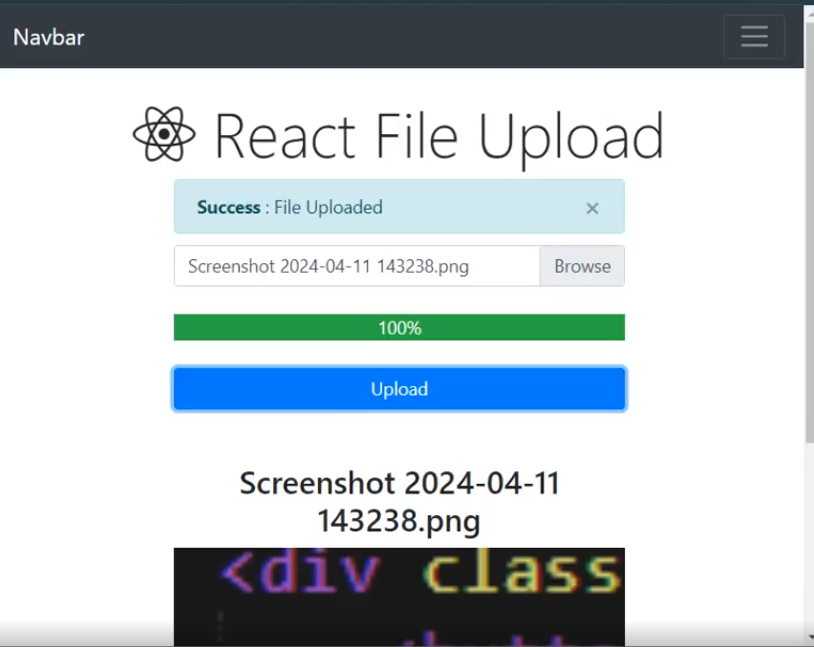 Navbar
React File Upload
Success : File Uploaded ×
Screenshot 2024-04-11 143238.png Browse
100%
Upload
Screenshot 2024-04-11
143238.png
<div class